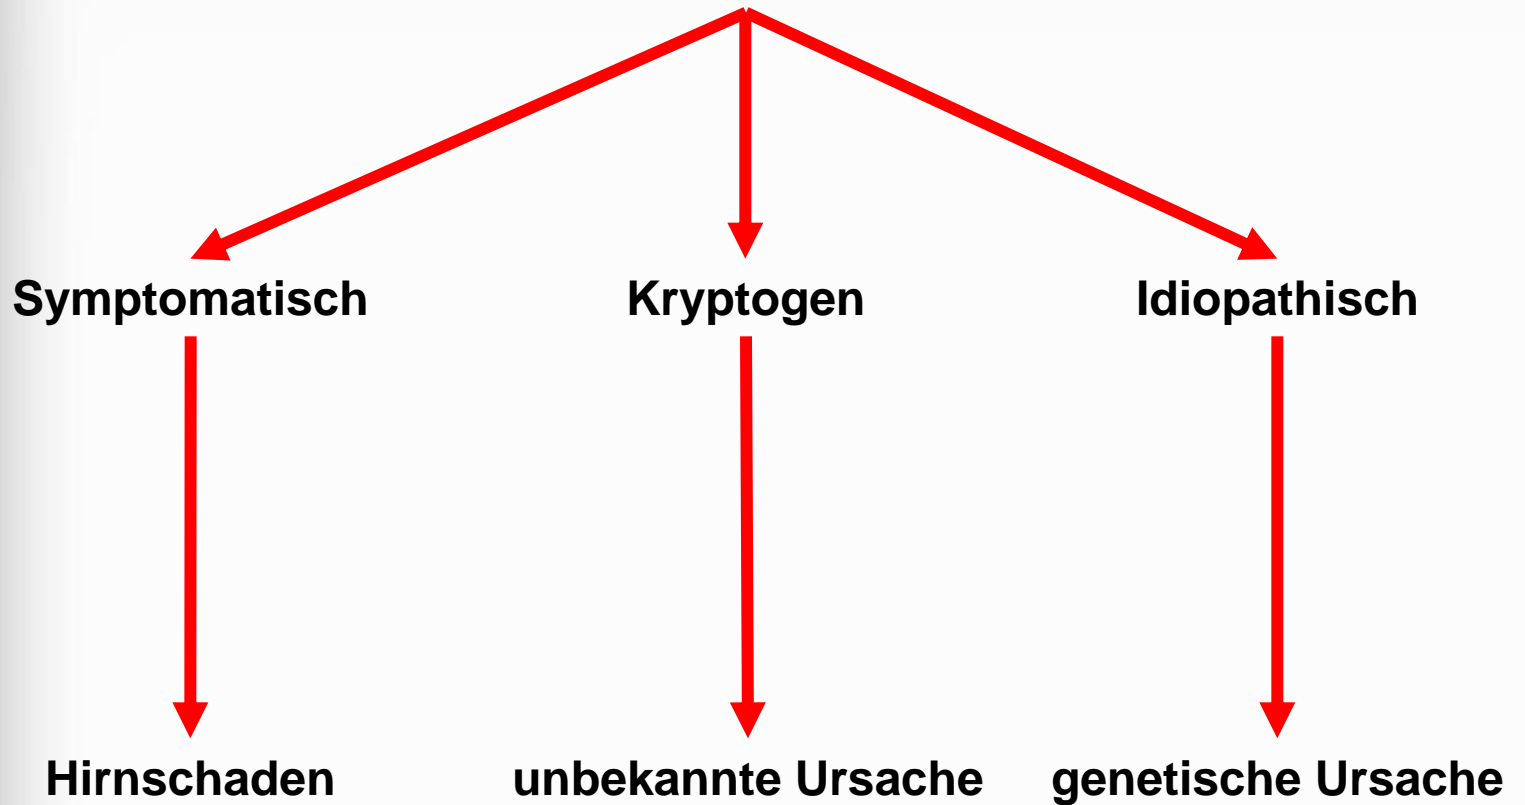 Symptomatisch Kryptogen Idiopathisch
Hirnschaden unbekannte Ursache genetische Ursache